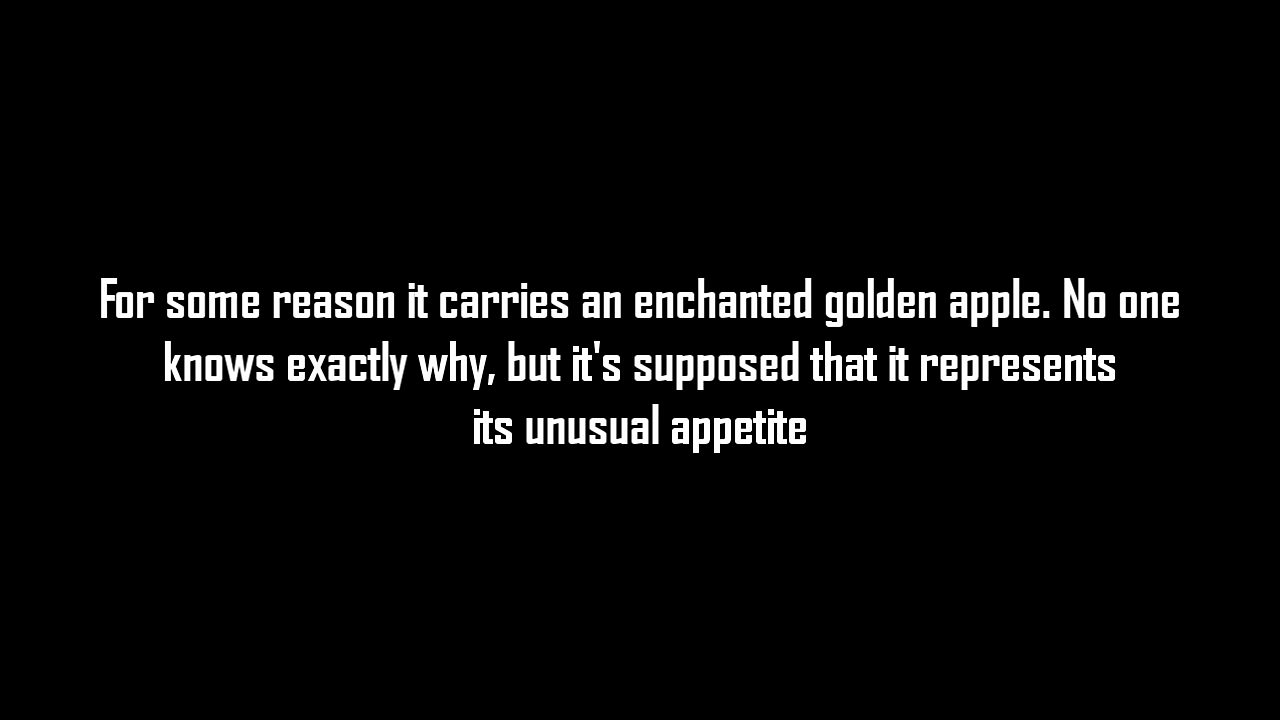 For some reason it carries an enchanted golden apple. No one
knows exactly why, but it's supposed that it represents
its unusual appetite